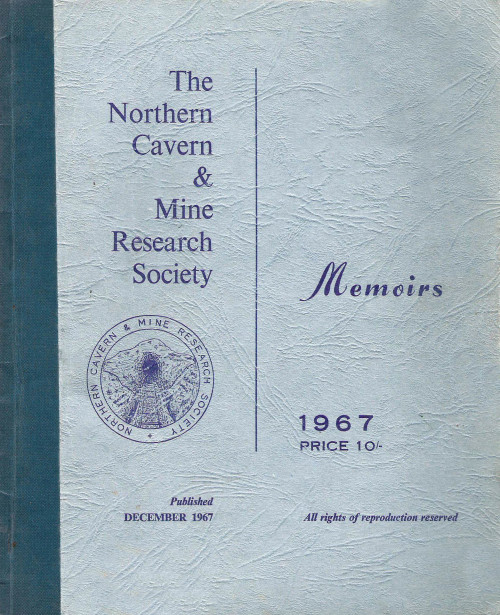 The
Northern
Cavern
&
Mine
Research
Society
Memoirs
NORTHERN CAVERN & MINE RESEARCH SOCIETY
1967
PRICE 10/-
Published
DECEMBER 1967
All rights of reproduction reserved